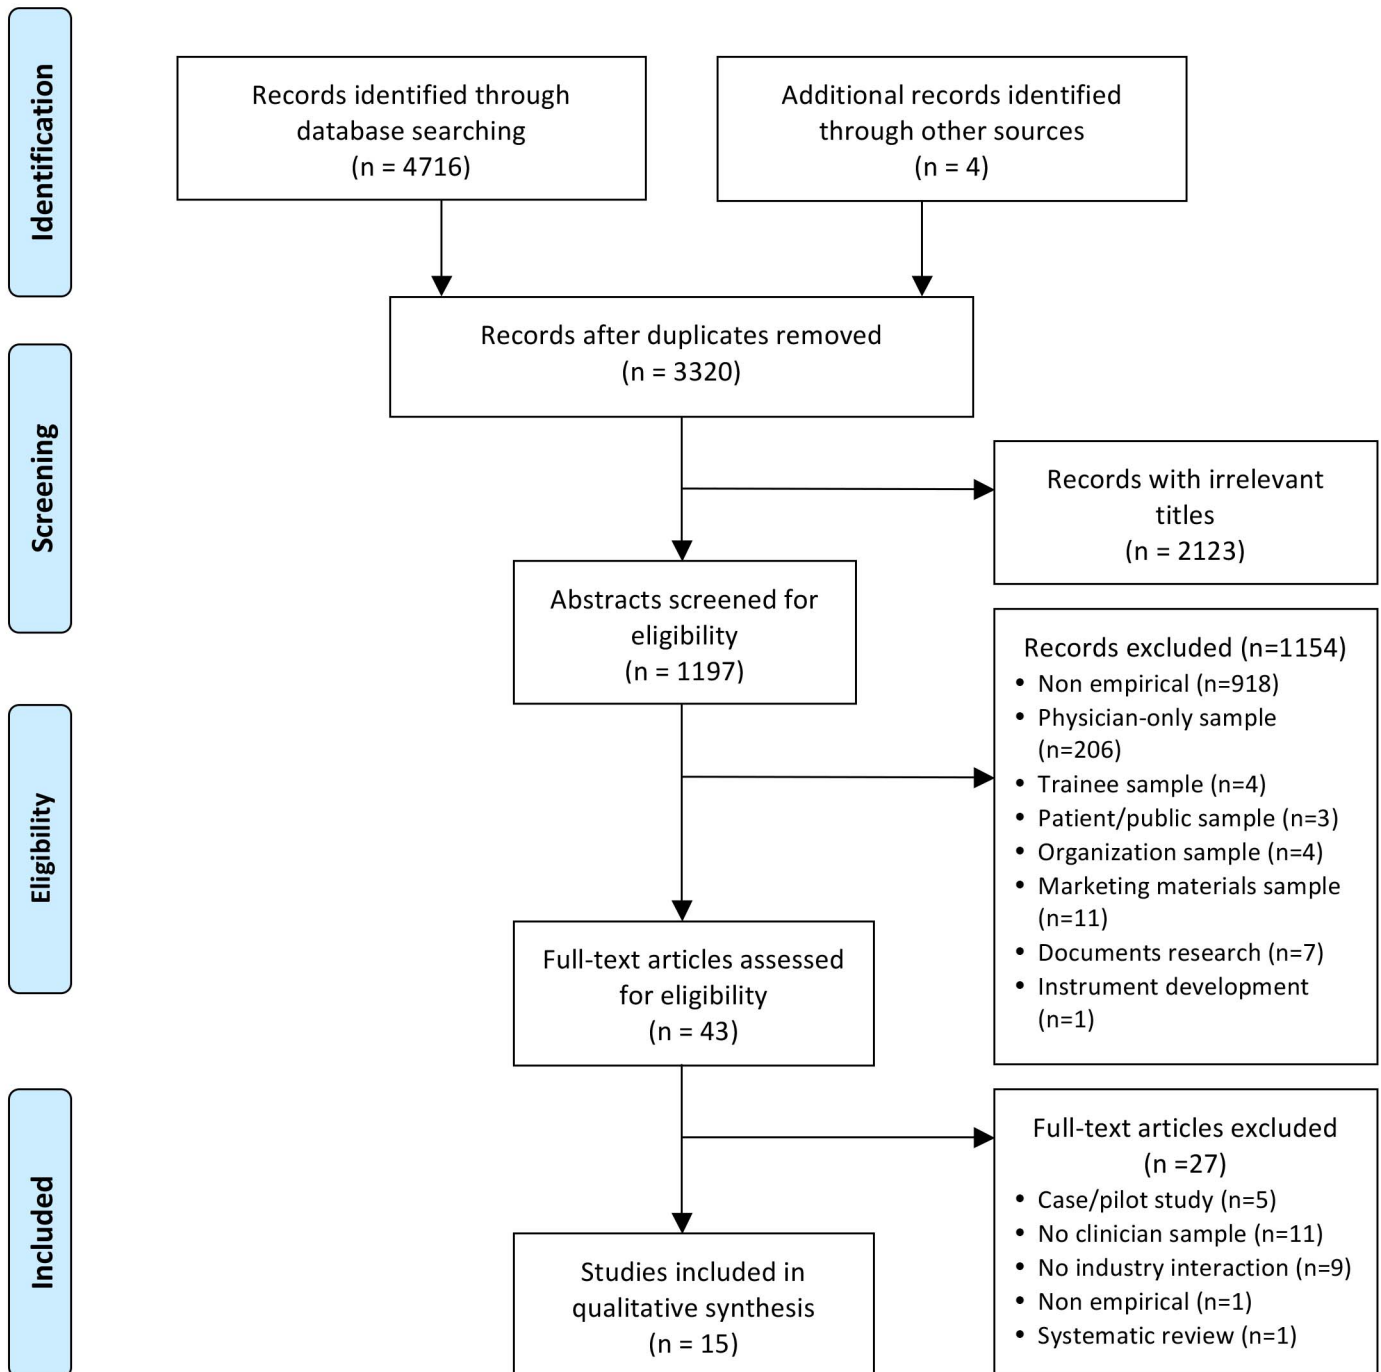 Identification
Records identified through
database searching
(n = 4716)
Additional records identified
through other sources
(n = 4)
Records after duplicates removed
(n = 3320)
Screening
Records with irrelevant
titles
(n = 2123)
Abstracts screened for
eligibility
(n = 1197)
Records excluded (n=1154)
• Non empirical (n=918)
• Physician-only sample
(n=206)
• Trainee sample (n=4)
• Patient/public sample (n=3)
• Organization sample (n=4)
• Marketing materials sample
(n=11)
• Documents research (n=7)
• Instrument development
(n=1)
Eligibility
Full-text articles assessed
for eligibility
(n = 43)
Full-text articles excluded
(n =27)
• Case/pilot study (n=5)
• No clinician sample (n=11)
• No industry interaction (n=9)
• Non empirical (n=1)
• Systematic review (n=1)
Included
Studies included in
qualitative synthesis
(n = 15)